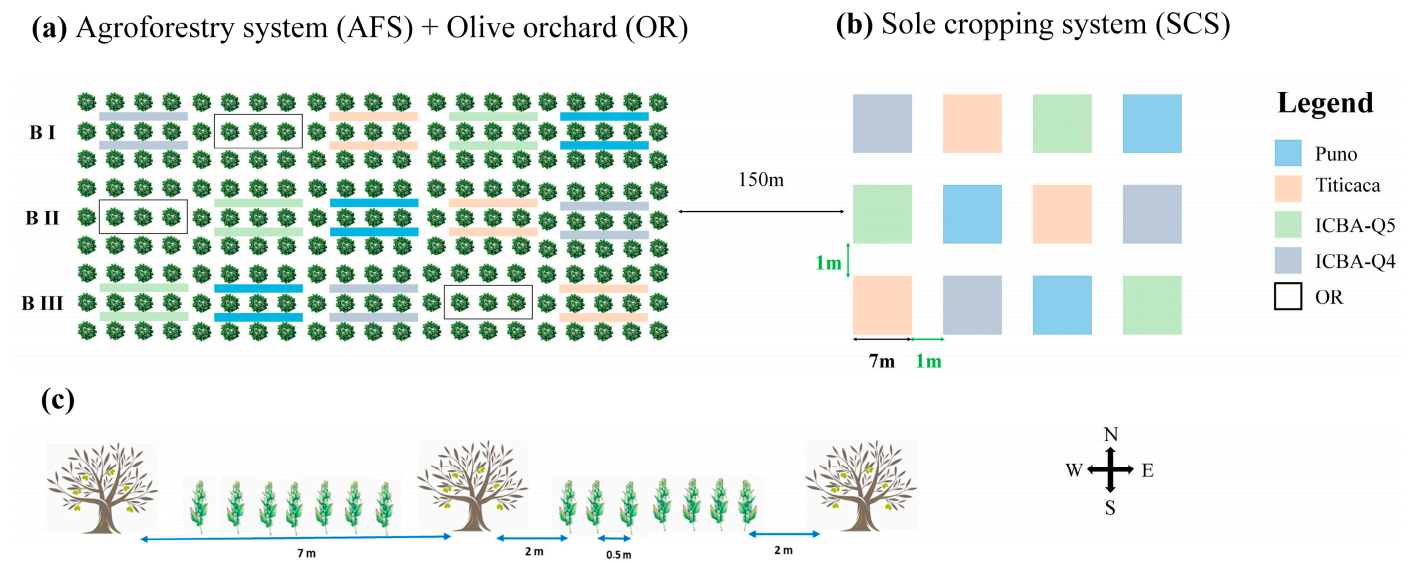 (a) Agroforestry system (AFS) + Olive orchard (OR)
(b) Sole cropping system (SCS)
B I
B II
B III
150m
1m
7m
1m
Legend
Puno
Titicaca
ICBA-Q5
ICBA-Q4
OR
(c)
7 m
2 m
0.5 m
2 m
N
W
E
S